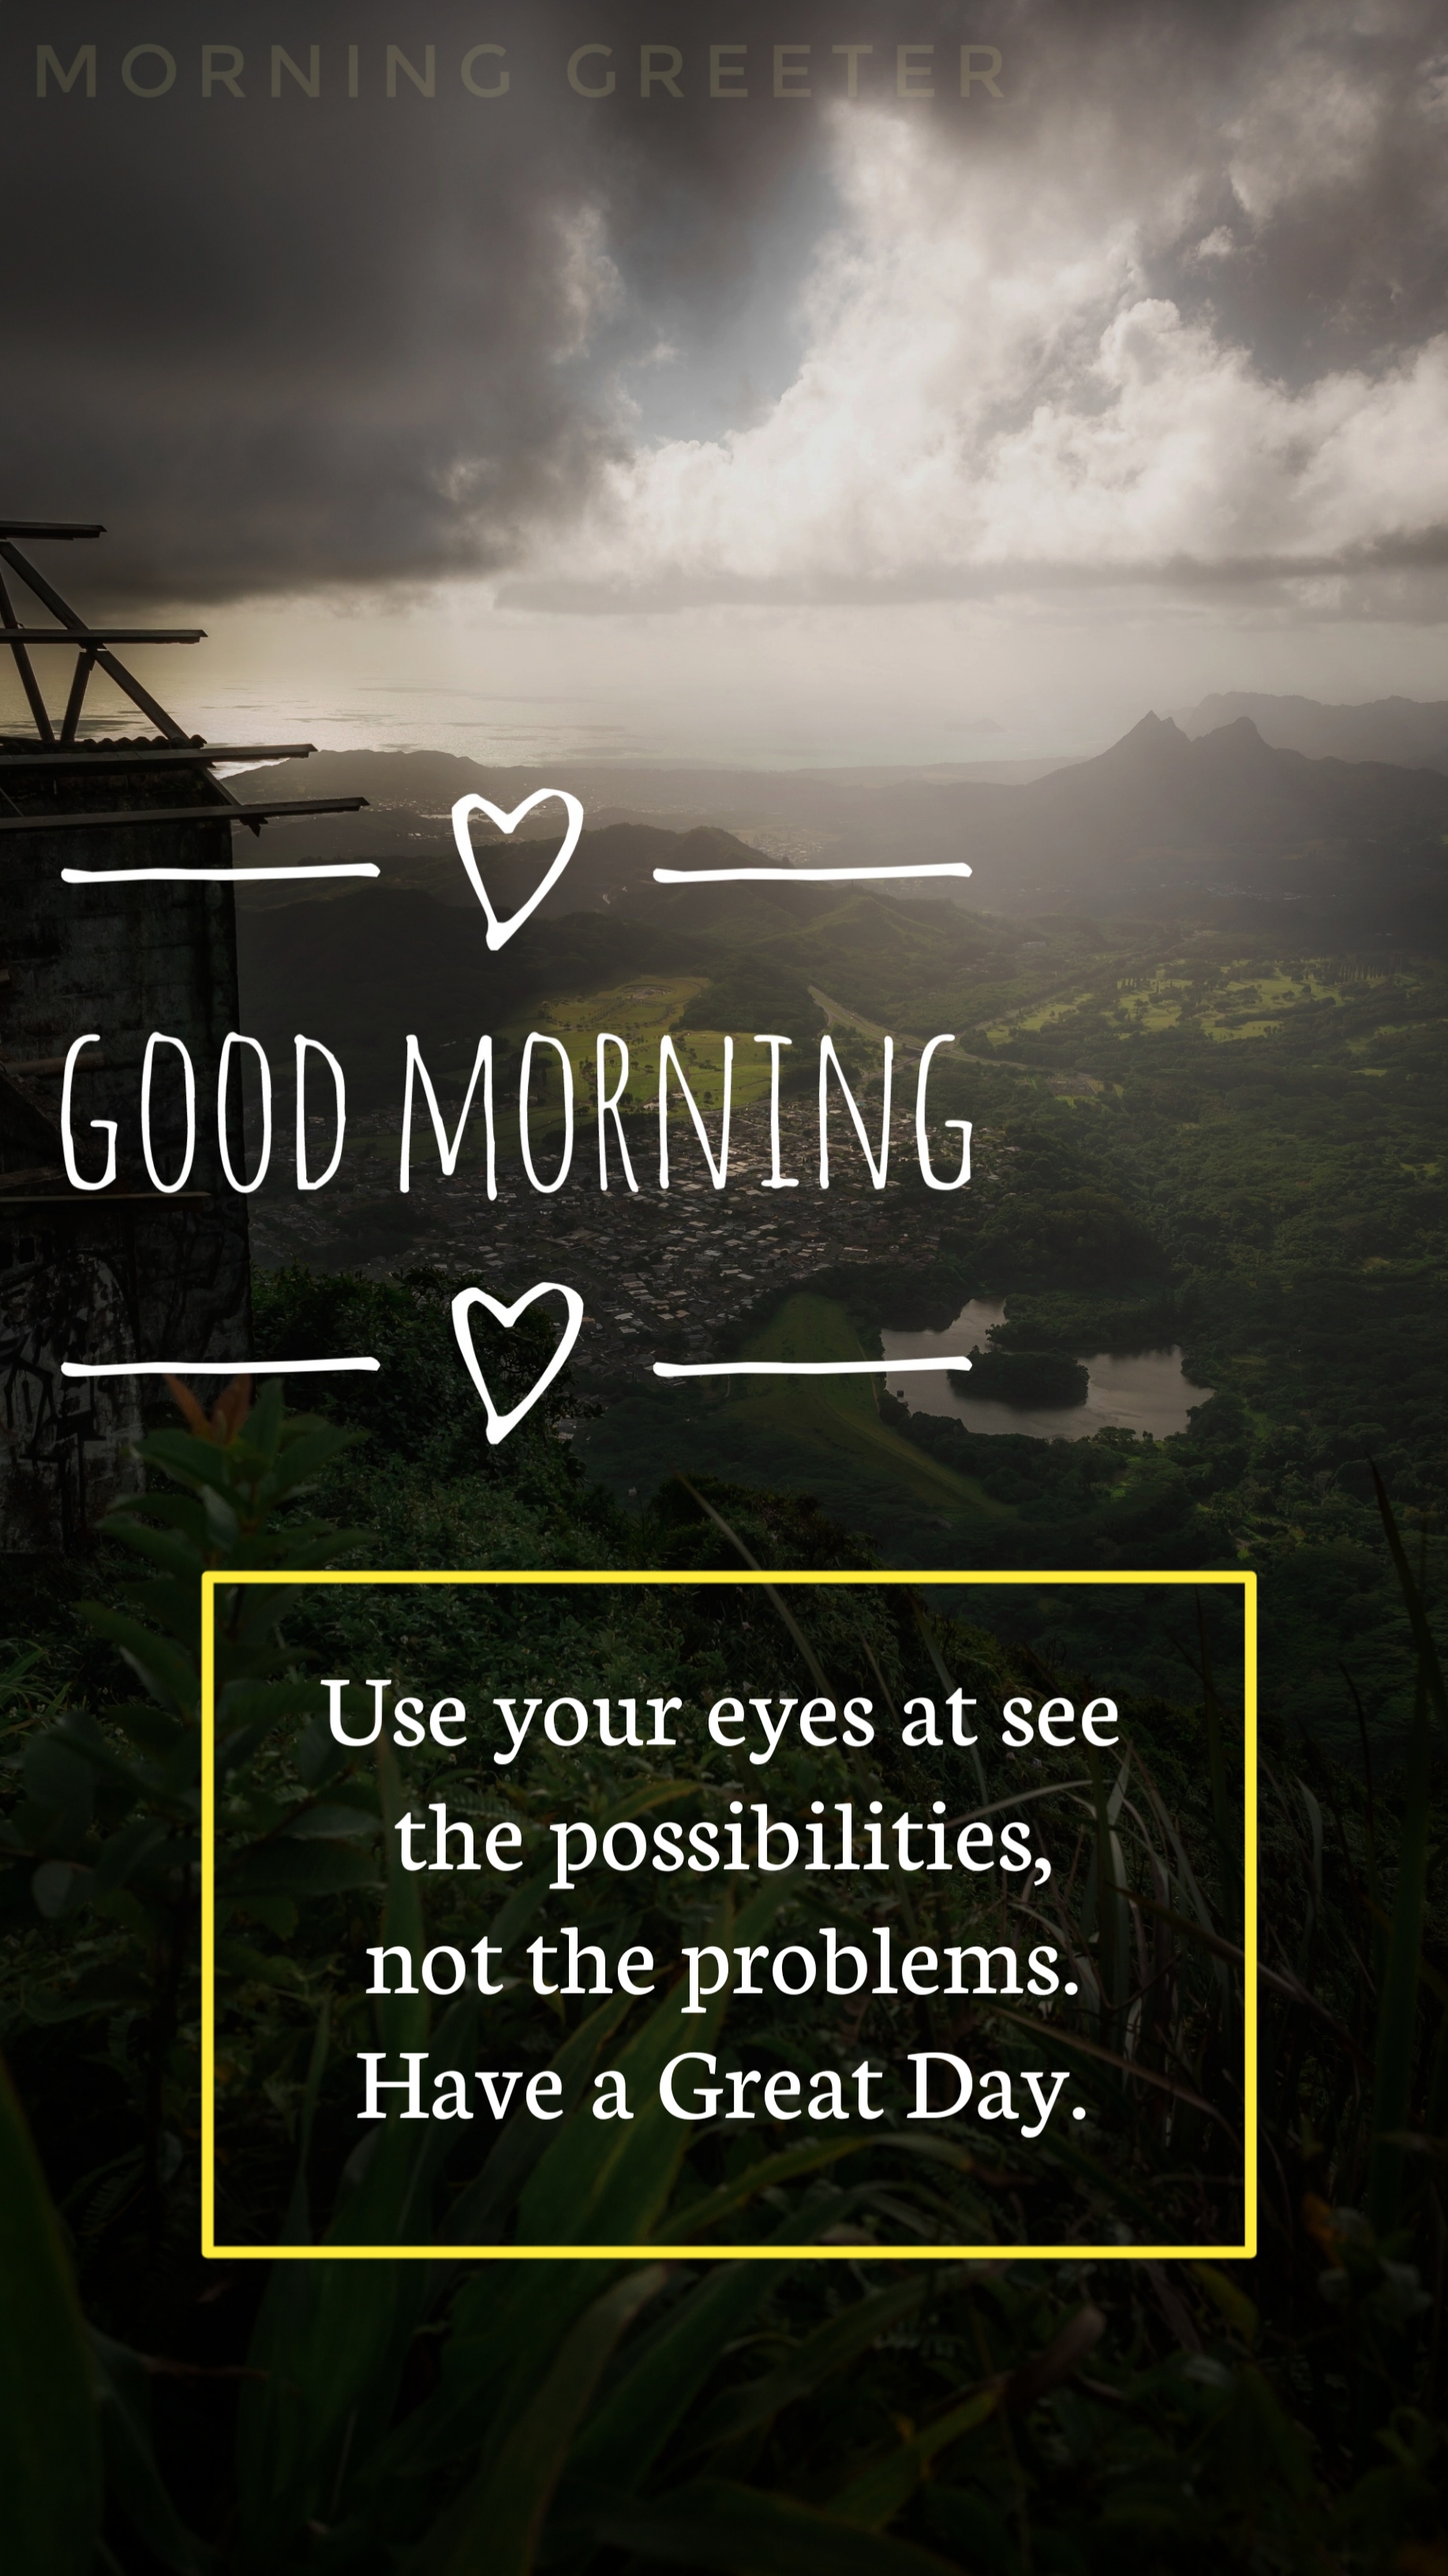 MORNING GREETER
GOOD MORNING
Use your eyes at see
the possibilities,
not the problems.
Have a Great Day.